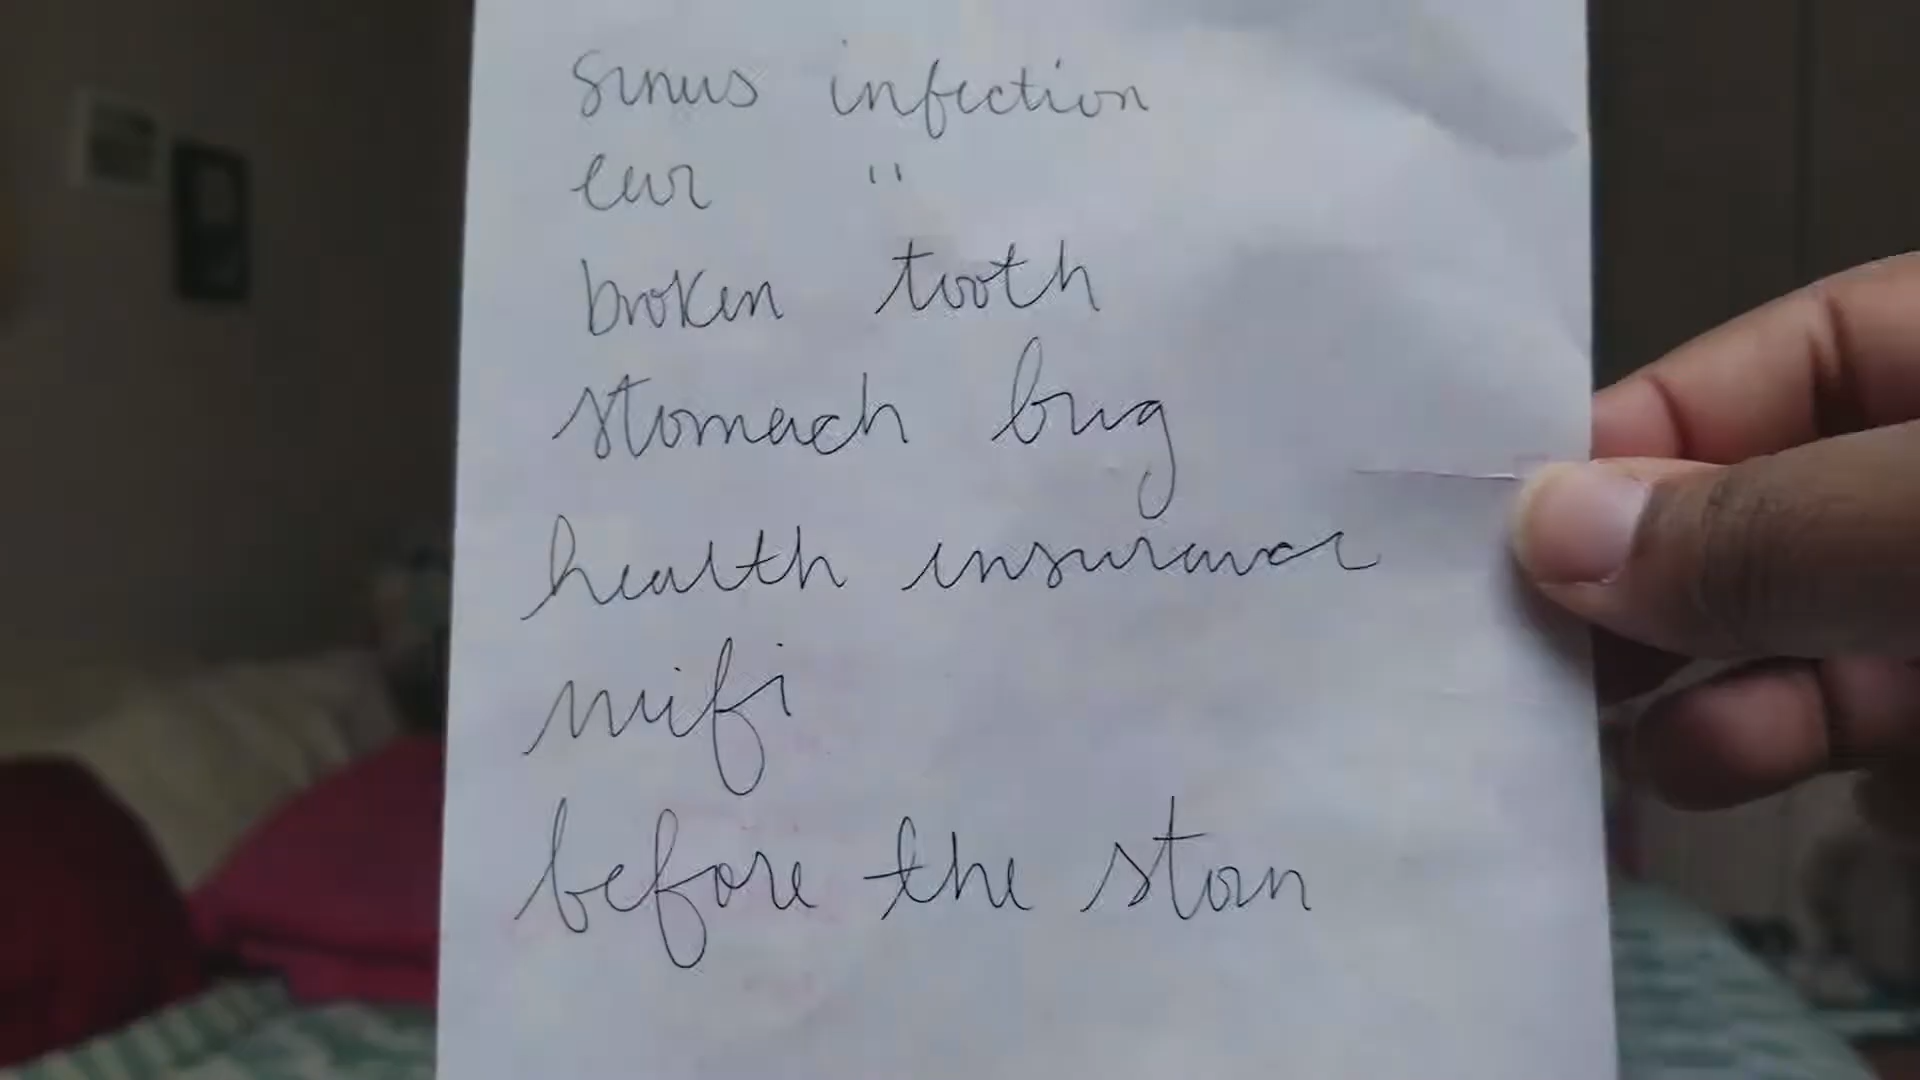 sinus infection
ear "
broken tooth
stomach bug
health insurance
mifi
before the storm